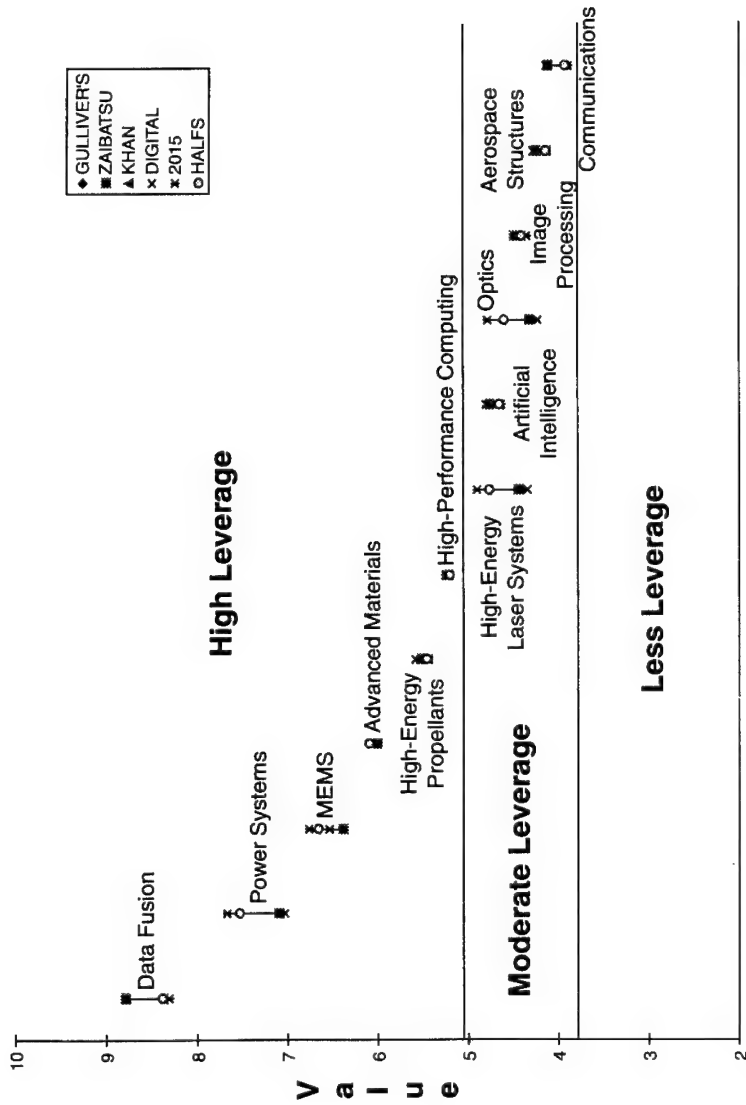 10
9
8
7
6
5
4
3
2
Value
Data Fusion
Power Systems
MEMS
Advanced Materials
High-Energy
Propellants
High-Performance Computing
High-Energy
Laser Systems
Artificial
Intelligence
Optics
Image
Processing
Aerospace
Structures
Communications
High Leverage
Moderate Leverage
Less Leverage
GULLIVER'S
ZAIBATSU
KHAN
DIGITAL
2015
HALFS